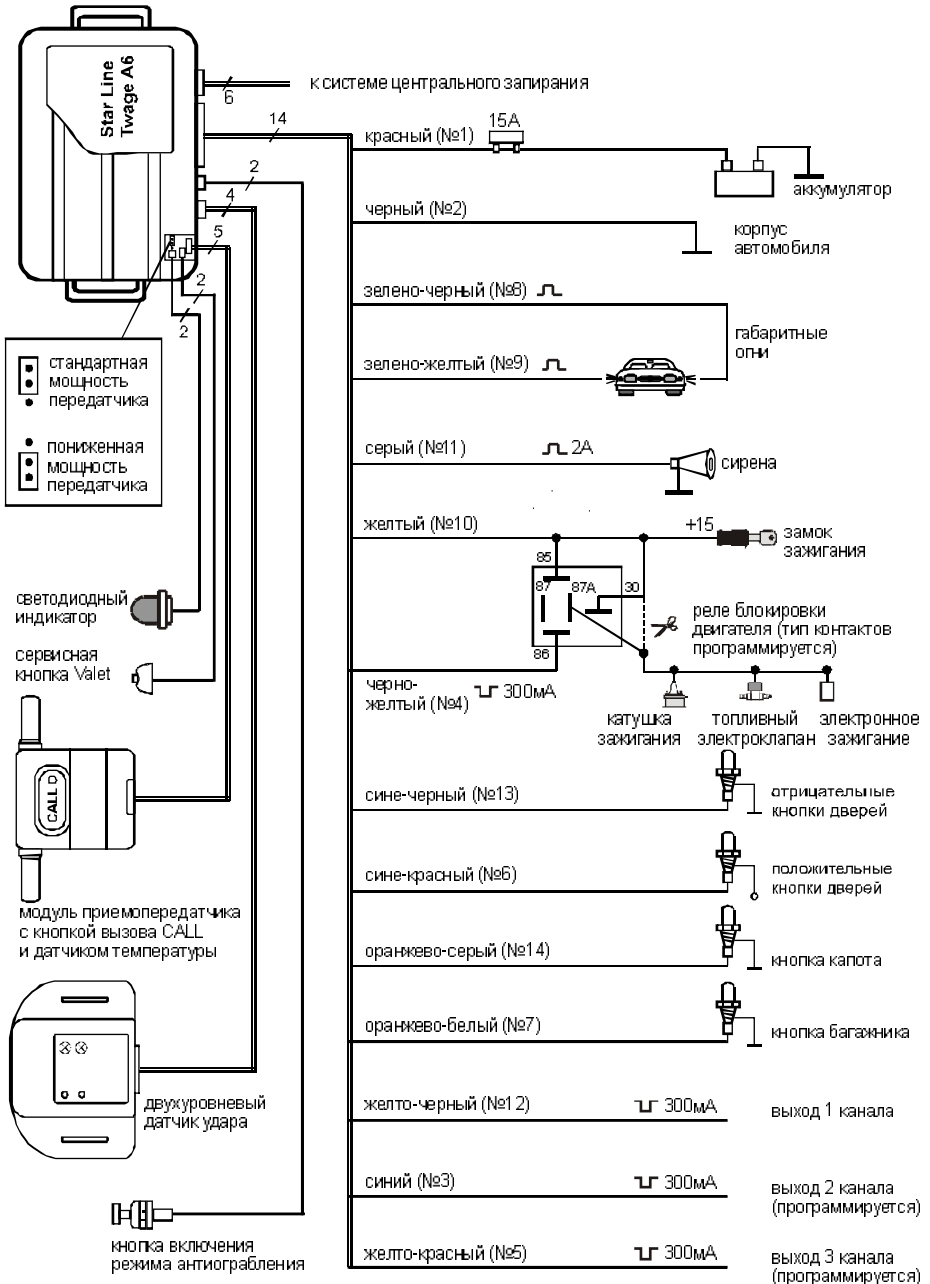 Star Line
Twage A6
6
к системе центрального запирания
14
2
4
5
2
2
красный (№1)
15А
аккумулятор
черный (№2)
корпус
автомобиля
зелено-черный (№8)
габаритные
огни
зелено-желтый (№9)
стандартная
мощность
передатчика
пониженная
мощность
передатчика
серый (№11)
2А
сирена
желтый (№10)
+15
замок
зажигания
85
87
87А
30
86
реле блокировки
двигателя (тип контактов
программируется)
черно-
желтый (№4)
300мА
катушка
зажигания
топливный
электроклапан
электронное
зажигание
светодиодный
индикатор
сервисная
кнопка Valet
CALL
модуль приемопередатчика
с кнопкой вызова CALL
и датчиком температуры
сине-черный (№13)
отрицательные
кнопки дверей
сине-красный (№6)
положительные
кнопки дверей
оранжево-серый (№14)
кнопка капота
оранжево-белый (№7)
кнопка багажника
двухуровневый
датчик удара
желто-черный (№12)
300мА
выход 1 канала
синий (№3)
300мА
выход 2 канала
(программируется)
кнопка включения
режима антиограбления
желто-красный (№5)
300мА
выход 3 канала
(программируется)